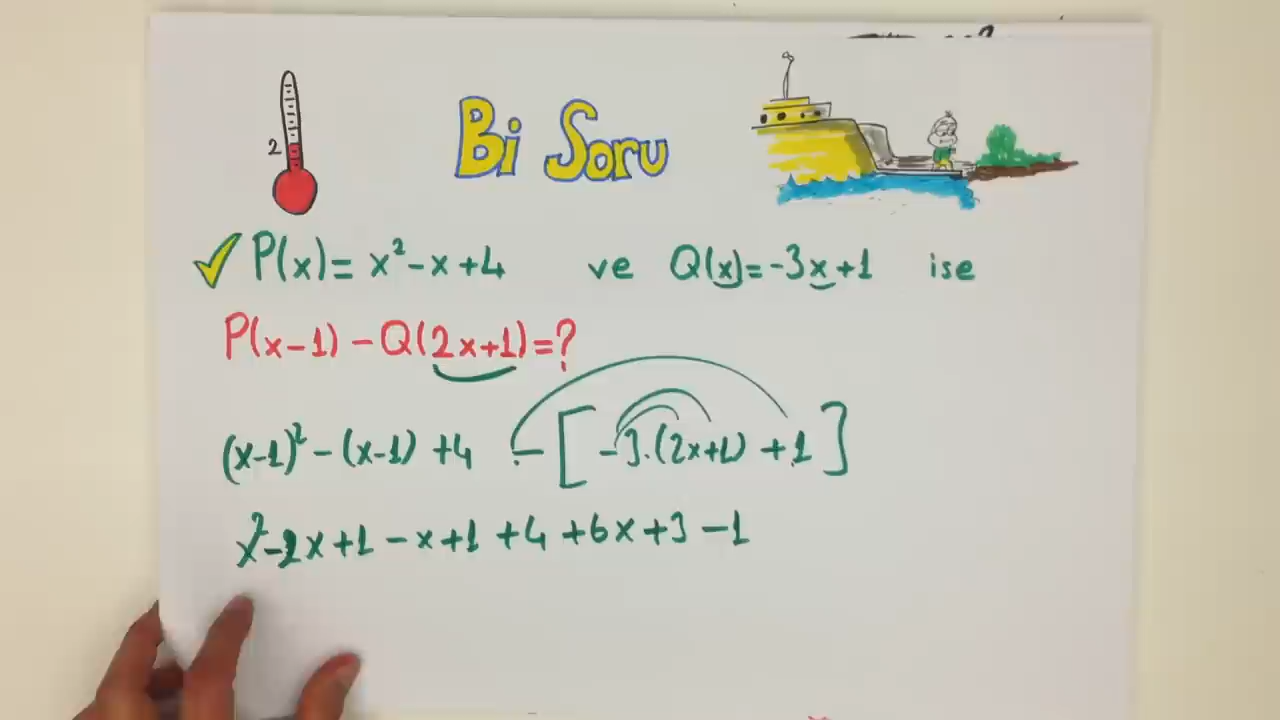 Bi Soru
2
P(x) = x² - x + 4 ve Q(x) = -3x + 1 ise
P(x-1) - Q(2x+1) = ?
(x-1)² - (x-1) + 4 - [-3.(2x+1) + 1]
x² - 2x + 1 - x + 1 + 4 + 6x + 3 - 1